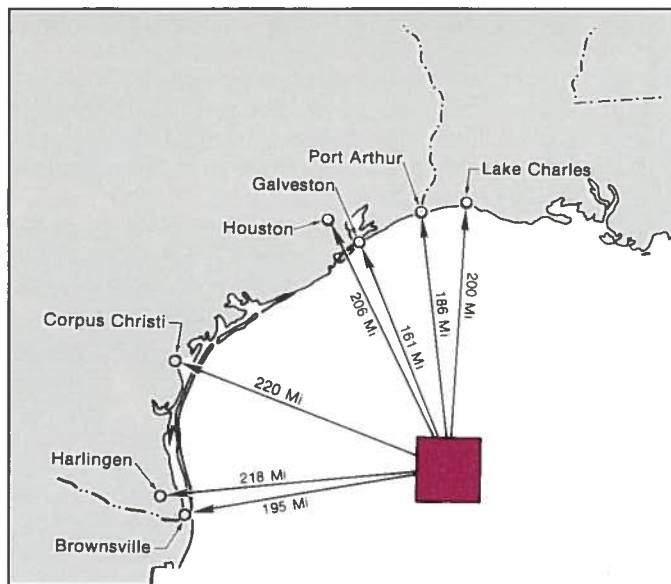 Port Arthur
Lake Charles
Galveston
Houston
206 Mi
161 Mi
186 Mi
200 Mi
Corpus Christi
220 Mi
Harlingen
218 Mi
195 Mi
Brownsville